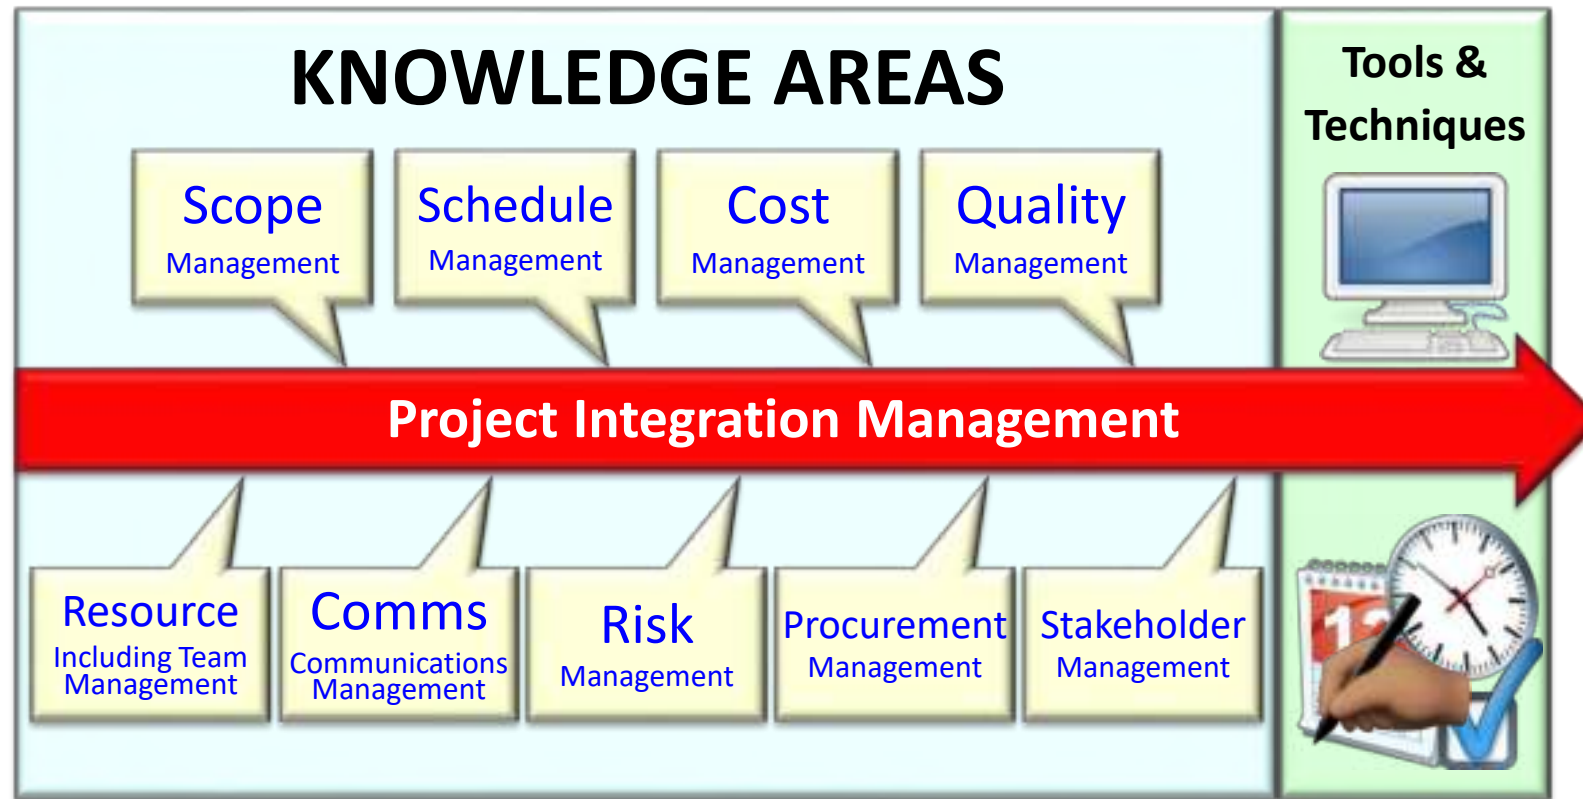 KNOWLEDGE AREAS
Tools &
Techniques
Scope
Management
Schedule
Management
Cost
Management
Quality
Management
Project Integration Management
Resource
Including Team
Management
Comms
Communications
Management
Risk
Management
Procurement
Management
Stakeholder
Management
12